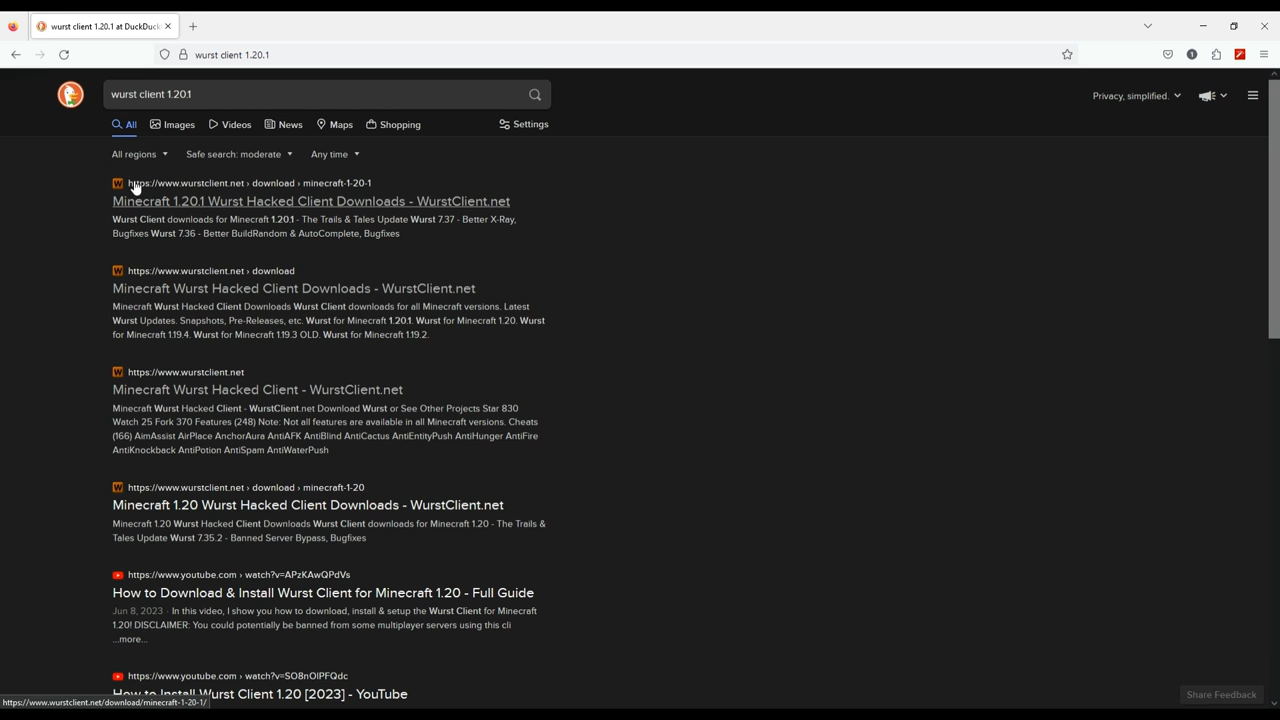 wurst client 1.20.1 at DuckDuc
wurst client 1.20.1
1
wurst client 1.20.1
Privacy, simplified.
All Images Videos News Maps Shopping Settings
All regions Safe search: moderate Any time
W https://www.wurstclient.net › download › minecraft-1-20-1
Minecraft 1.20.1 Wurst Hacked Client Downloads - WurstClient.net
Wurst Client downloads for Minecraft 1.20.1 - The Trails & Tales Update Wurst 7.37 - Better X-Ray,
Bugfixes Wurst 7.36 - Better BuildRandom & AutoComplete, Bugfixes
W https://www.wurstclient.net › download
Minecraft Wurst Hacked Client Downloads - WurstClient.net
Minecraft Wurst Hacked Client Downloads Wurst Client downloads for all Minecraft versions. Latest
Wurst Updates. Snapshots, Pre-Releases, etc. Wurst for Minecraft 1.20.1. Wurst for Minecraft 1.20. Wurst
for Minecraft 1.19.4. Wurst for Minecraft 1.19.3 OLD. Wurst for Minecraft 1.19.2.
W https://www.wurstclient.net
Minecraft Wurst Hacked Client - WurstClient.net
Minecraft Wurst Hacked Client - WurstClient.net Download Wurst or See Other Projects Star 830
Watch 25 Fork 370 Features (248) Note: Not all features are available in all Minecraft versions. Cheats
(166) AimAssist AirPlace AnchorAura AntiAFK AntiBlind AntiCactus AntiEntityPush AntiHunger AntiFire
AntiKnockback AntiPotion AntiSpam AntiWaterPush
W https://www.wurstclient.net › download › minecraft-1-20
Minecraft 1.20 Wurst Hacked Client Downloads - WurstClient.net
Minecraft 1.20 Wurst Hacked Client Downloads Wurst Client downloads for Minecraft 1.20 - The Trails &
Tales Update Wurst 7.35.2 - Banned Server Bypass, Bugfixes
https://www.youtube.com › watch?v=APzKAwQPdVs
How to Download & Install Wurst Client for Minecraft 1.20 - Full Guide
Jun 8, 2023 · In this video, I show you how to download, install & setup the Wurst Client for Minecraft
1.20! DISCLAIMER: You could potentially be banned from some multiplayer servers using this cli
...more...
https://www.youtube.com › watch?v=SO8nOlPFQdc
How to Install Wurst Client 1.20 [2023] - YouTube
Share Feedback
https://www.wurstclient.net/download/minecraft-1-20-1/